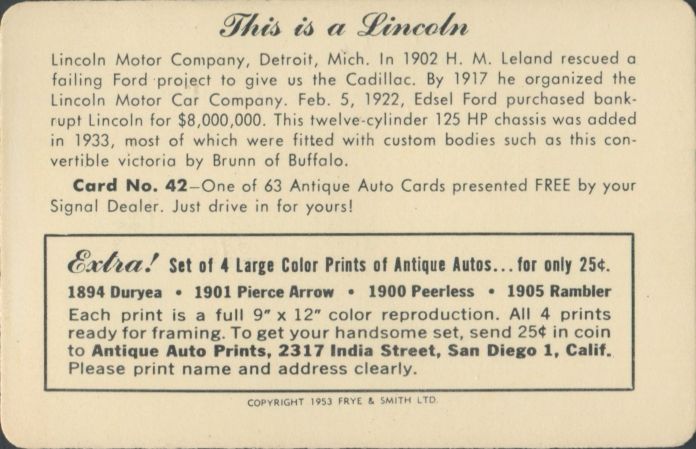 This is a Lincoln
Lincoln Motor Company, Detroit, Mich. In 1902 H. M. Leland rescued a
failing Ford project to give us the Cadillac. By 1917 he organized the
Lincoln Motor Car Company. Feb. 5, 1922, Edsel Ford purchased bank-
rupt Lincoln for $8,000,000. This twelve-cylinder 125 HP chassis was added
in 1933, most of which were fitted with custom bodies such as this con-
vertible victoria by Brunn of Buffalo.
Card No. 42—One of 63 Antique Auto Cards presented FREE by your
Signal Dealer. Just drive in for yours!
Extra! Set of 4 Large Color Prints of Antique Autos...for only 25¢.
1894 Duryea • 1901 Pierce Arrow • 1900 Peerless • 1905 Rambler
Each print is a full 9" x 12" color reproduction. All 4 prints
ready for framing. To get your handsome set, send 25¢ in coin
to Antique Auto Prints, 2317 India Street, San Diego 1, Calif.
Please print name and address clearly.
COPYRIGHT 1953 FRYE & SMITH LTD.